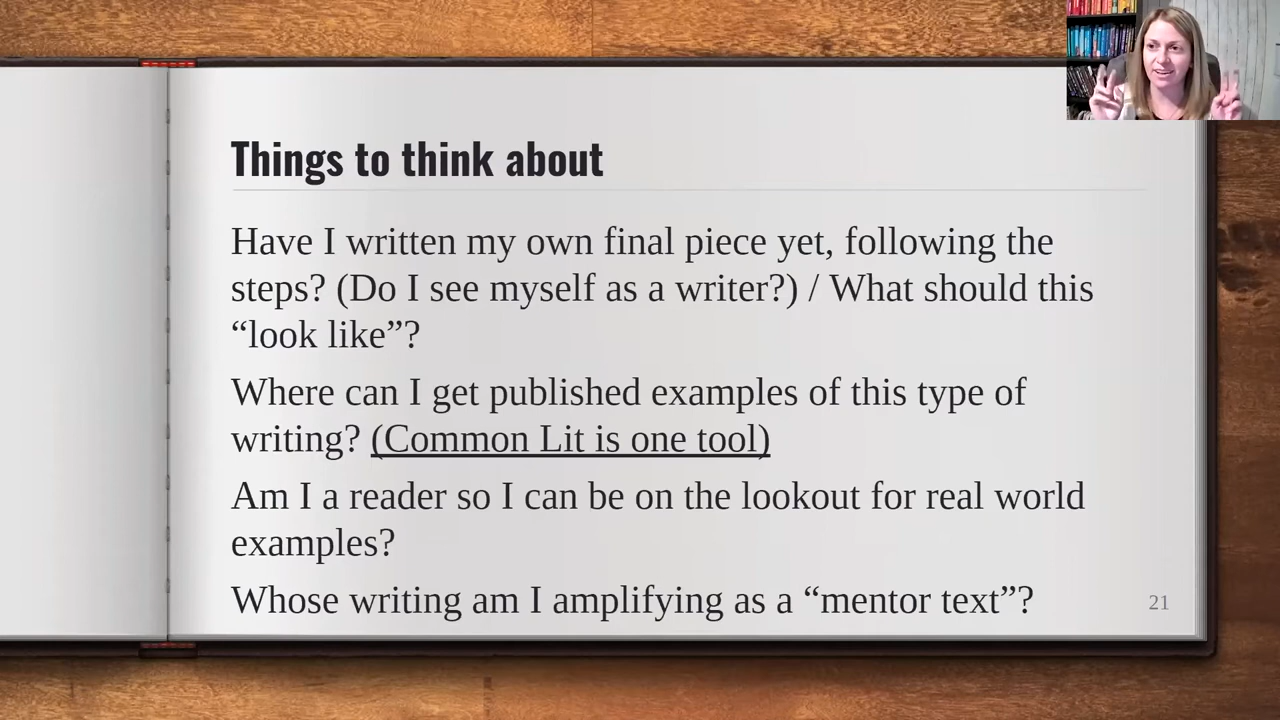 Things to think about
Have I written my own final piece yet, following the
steps? (Do I see myself as a writer?) / What should this
“look like”?
Where can I get published examples of this type of
writing? (Common Lit is one tool)
Am I a reader so I can be on the lookout for real world
examples?
Whose writing am I amplifying as a “mentor text”?
21